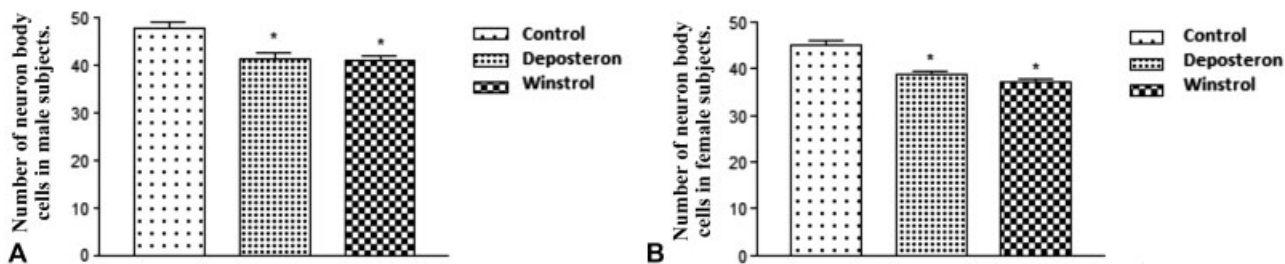 Number of neuron body
cells in male subjects.
50
40
30
20
10
0
*
*
Control
Deposteron
Winstrol
A
Number of neuron body
cells in female subjects.
50
40
30
20
10
0
*
*
Control
Deposteron
Winstrol
B